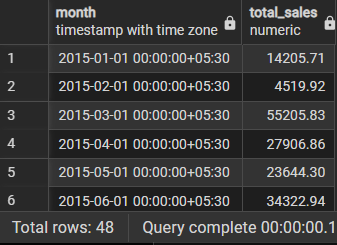 month total_sales
timestamp with time zone numeric
1 2015-01-01 00:00:00+05:30 14205.71
2 2015-02-01 00:00:00+05:30 4519.92
3 2015-03-01 00:00:00+05:30 55205.83
4 2015-04-01 00:00:00+05:30 27906.86
5 2015-05-01 00:00:00+05:30 23644.30
6 2015-06-01 00:00:00+05:30 34322.94
Total rows: 48 Query complete 00:00:00.1